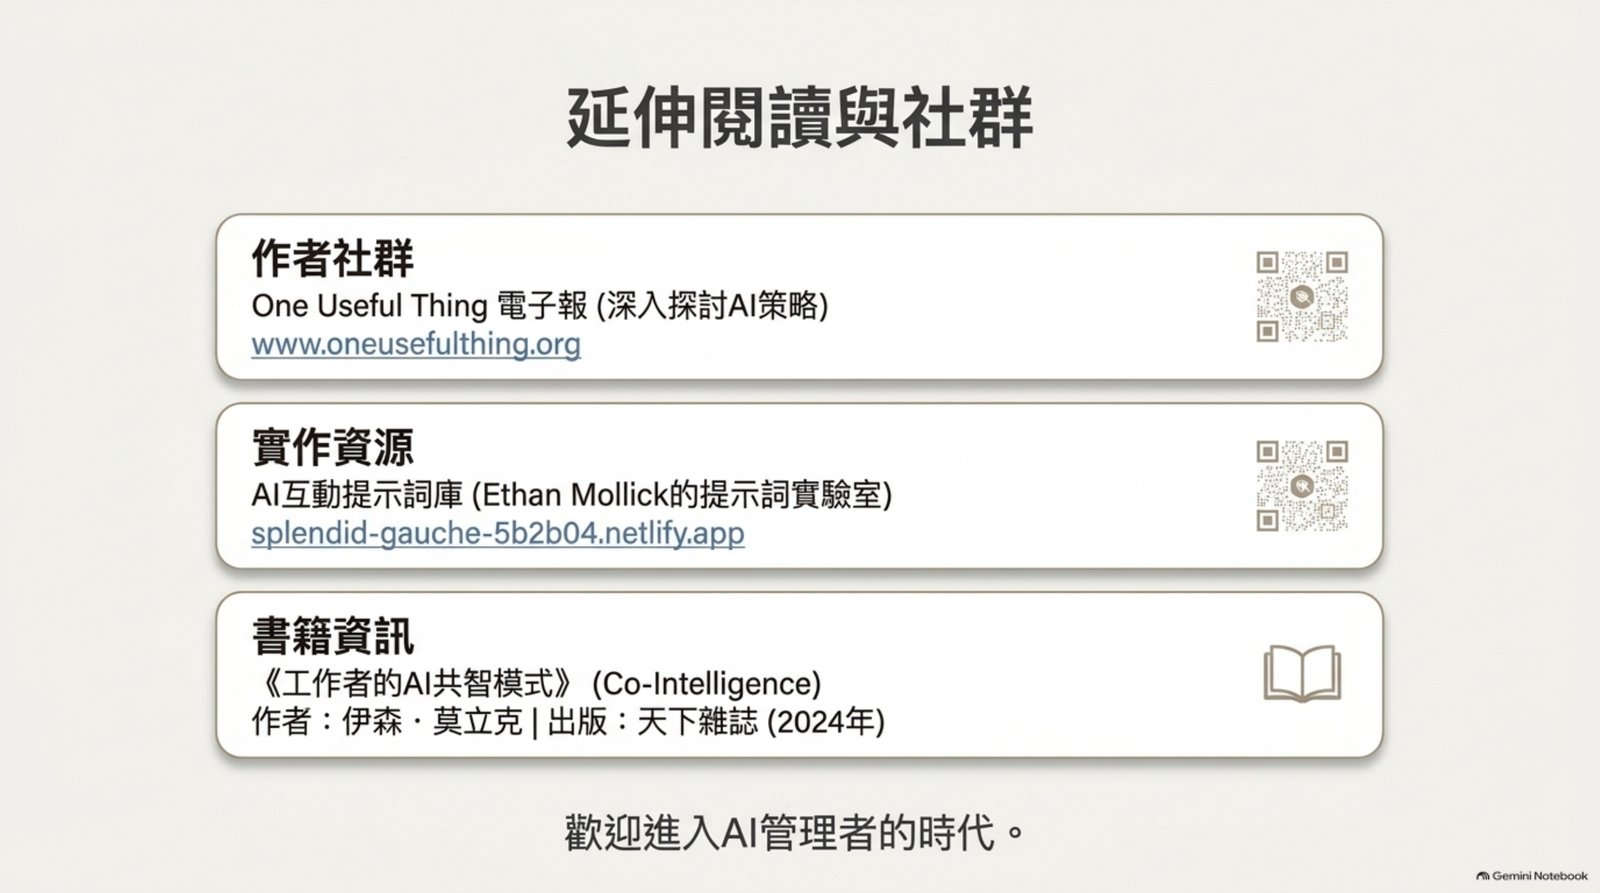 延伸閱讀與社群
作者社群
One Useful Thing 電子報 (深入探討AI策略)
www.oneusefulthing.org
實作資源
AI互動提示詞庫 (Ethan Mollick的提示詞實驗室)
splendid-gauche-5b2b04.netlify.app
書籍資訊
《工作者的AI共智模式》 (Co-Intelligence)
作者：伊森．莫立克 | 出版：天下雜誌 (2024年)
歡迎進入AI管理者的時代。
Gemini Notebook